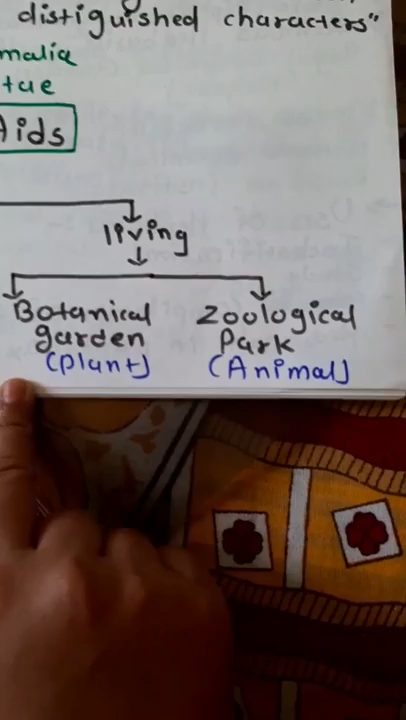 distiguished characters"
malia
tae
Aids
living
Botanical Zoological
garden Park
(Plant) (Animal)